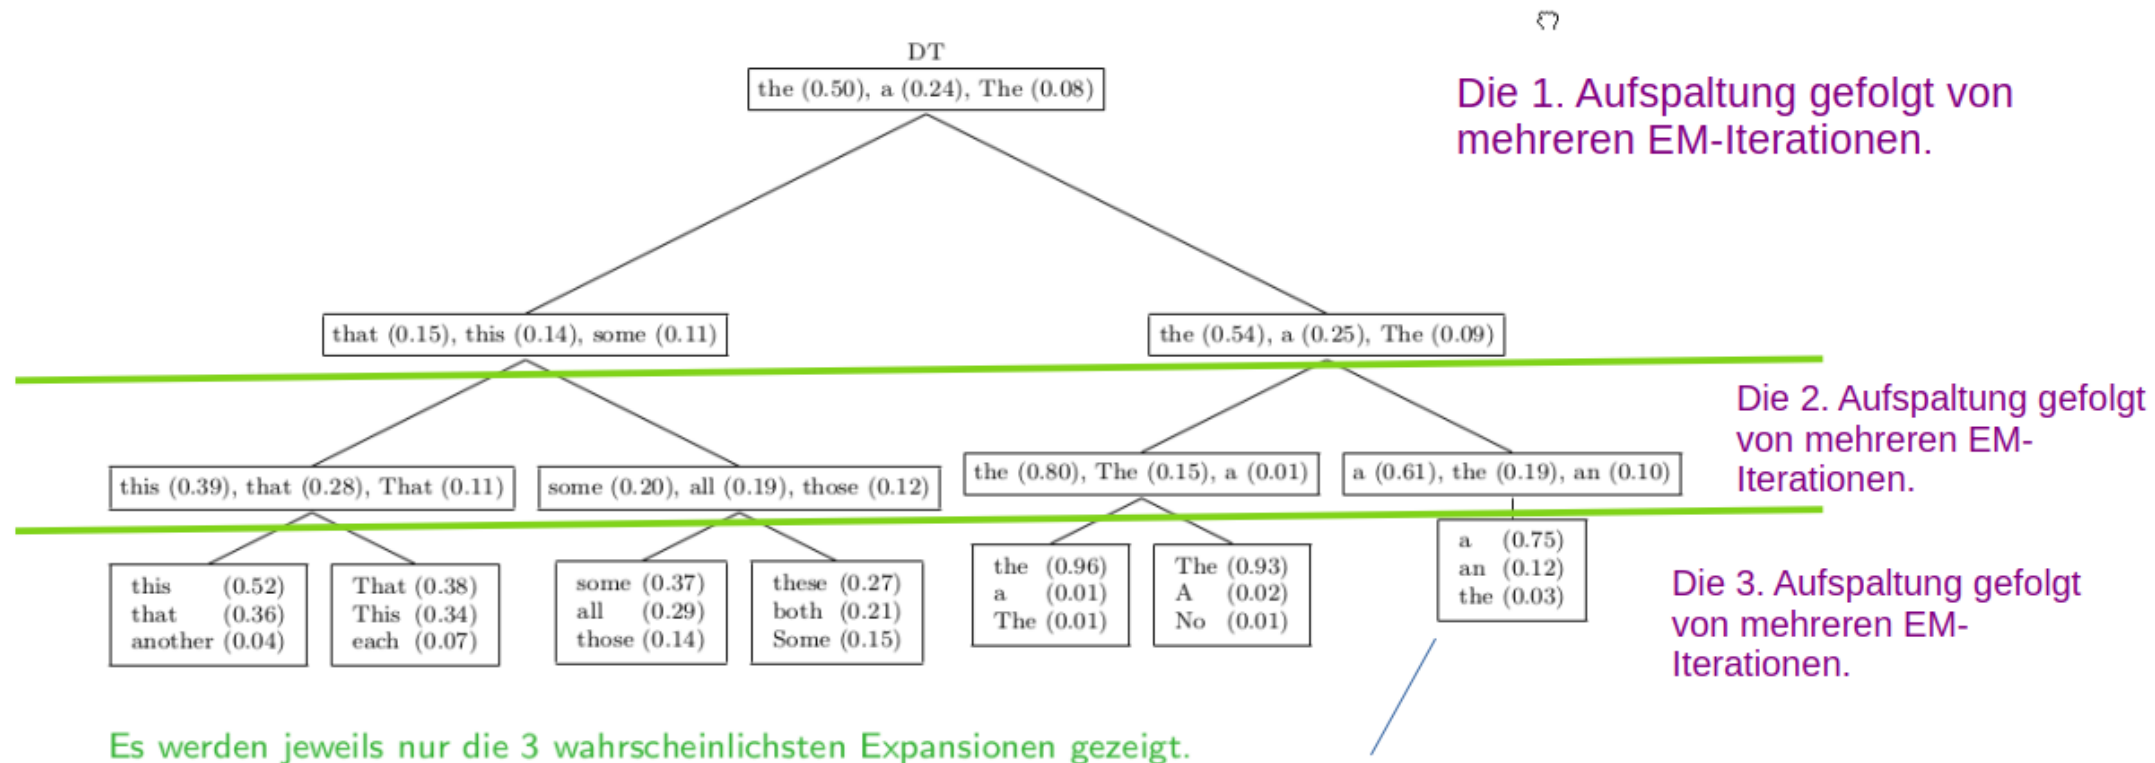 DT
the (0.50), a (0.24), The (0.08)
Die 1. Aufspaltung gefolgt von
mehreren EM-Iterationen.
that (0.15), this (0.14), some (0.11)
the (0.54), a (0.25), The (0.09)
Die 2. Aufspaltung gefolgt
von mehreren EM-
Iterationen.
this (0.39), that (0.28), That (0.11)
some (0.20), all (0.19), those (0.12)
the (0.80), The (0.15), a (0.01)
a (0.61), the (0.19), an (0.10)
this (0.52)
that (0.36)
another (0.04)
That (0.38)
This (0.34)
each (0.07)
some (0.37)
all (0.29)
those (0.14)
these (0.27)
both (0.21)
Some (0.15)
the (0.96)
a (0.01)
The (0.01)
The (0.93)
A (0.02)
No (0.01)
a (0.75)
an (0.12)
the (0.03)
Die 3. Aufspaltung gefolgt
von mehreren EM-
Iterationen.
Es werden jeweils nur die 3 wahrscheinlichsten Expansionen gezeigt.